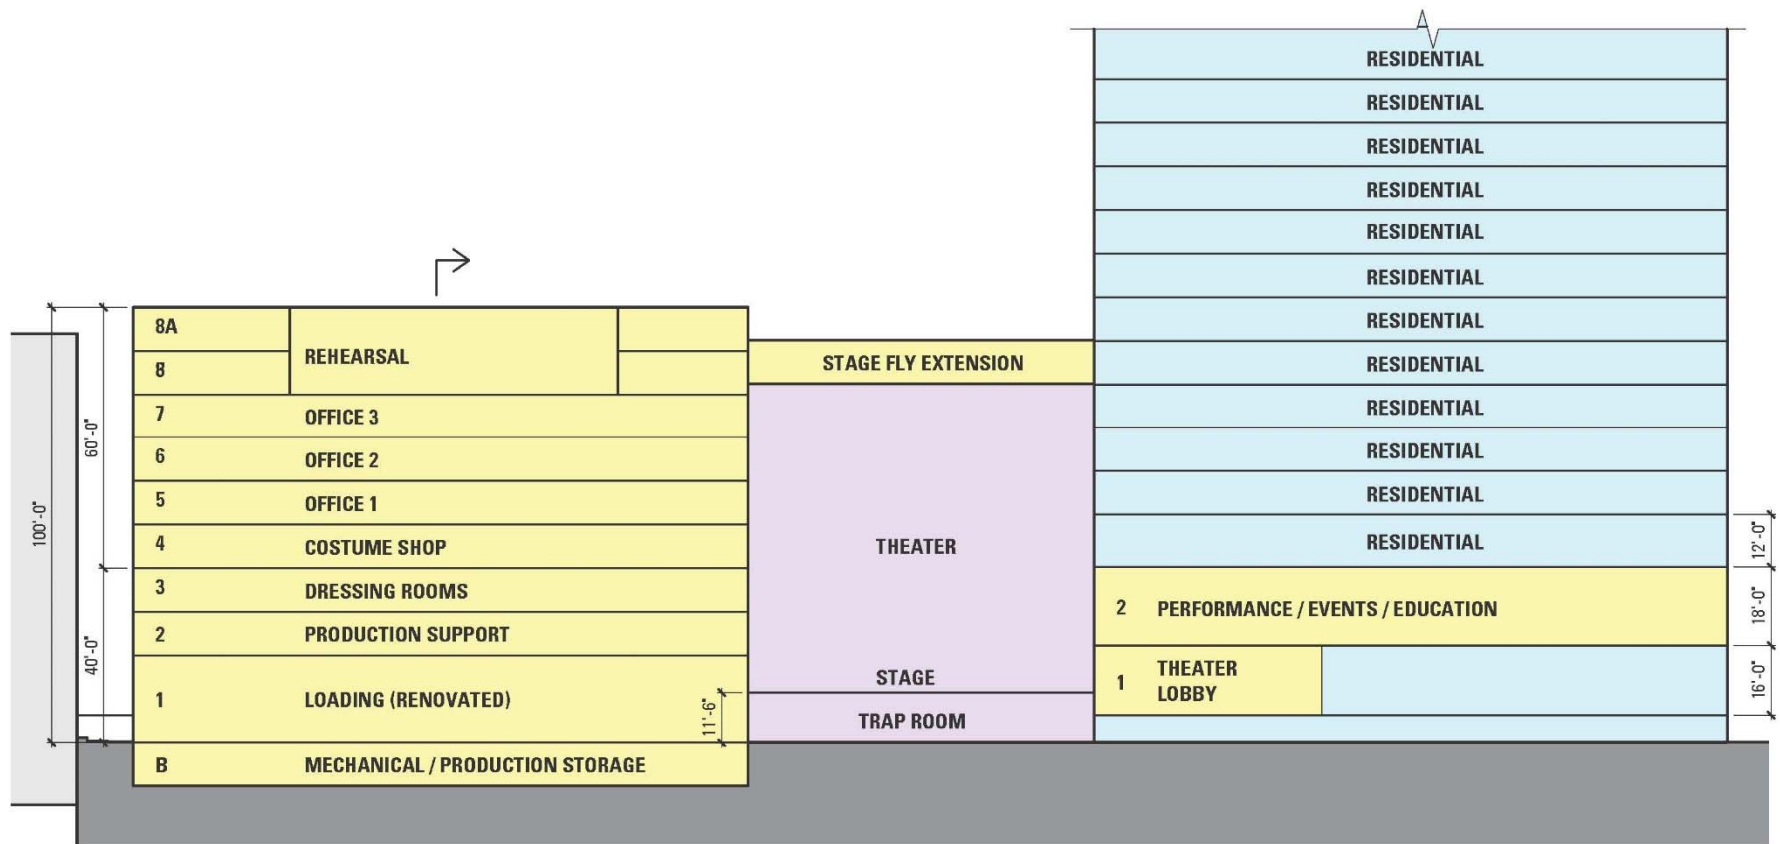 RESIDENTIAL
RESIDENTIAL
RESIDENTIAL
RESIDENTIAL
RESIDENTIAL
RESIDENTIAL
RESIDENTIAL
RESIDENTIAL
RESIDENTIAL
RESIDENTIAL
RESIDENTIAL
RESIDENTIAL
12'-0"
18'-0"
16'-0"
2 PERFORMANCE / EVENTS / EDUCATION
1 THEATER
LOBBY
STAGE FLY EXTENSION
THEATER
STAGE
TRAP ROOM
11'-6"
8A
8
REHEARSAL
7 OFFICE 3
6 OFFICE 2
5 OFFICE 1
4 COSTUME SHOP
3 DRESSING ROOMS
2 PRODUCTION SUPPORT
1 LOADING (RENOVATED)
B MECHANICAL / PRODUCTION STORAGE
100'-0"
60'-0"
40'-0"